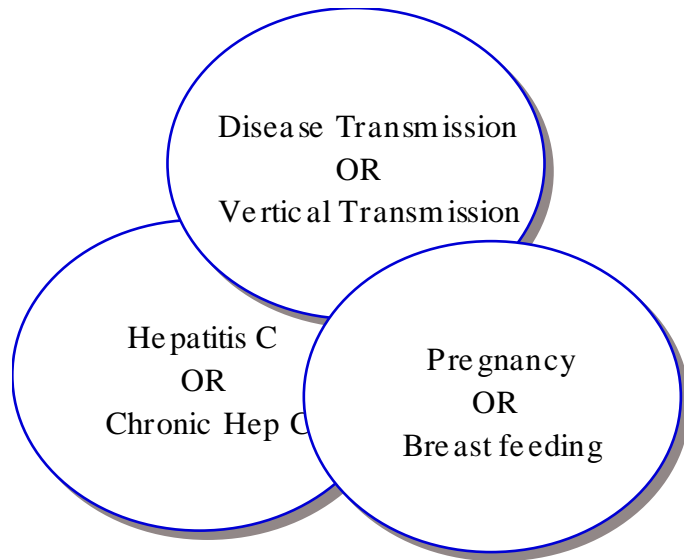 Disease Transmission
OR
Vertical Transmission
Hepatitis C
OR
Chronic Hep C
Pregnancy
OR
Breast feeding